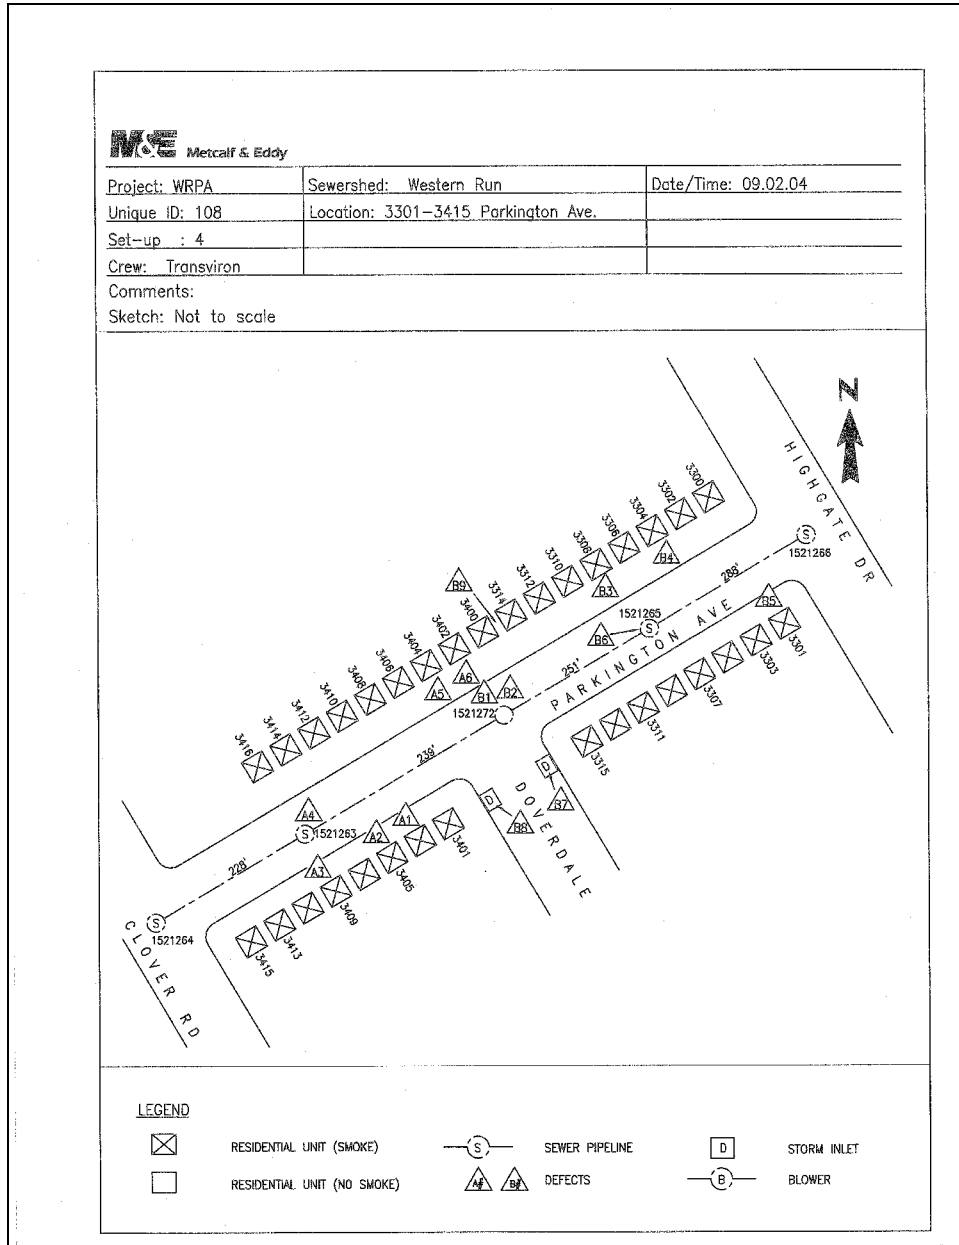 M&E Metcalf & Eddy
Project: WRPA
Sewershed: Western Run
Date/Time: 09.02.04
Unique ID: 108
Location: 3301-3415 Parkington Ave.
Set-up : 4
Crew: Transviron
Comments:
Sketch: Not to scale
N
HIGHGATE DR
3300
3302
3304
3306
3308
3310
3312
3314
3400
3402
3404
3406
3408
3410
3412
3414
3416
B9
B4
B3
S
1521266
288'
1521265
S
B6
B5
PARKINGTON AVE
251'
A6
A5
B1
B2
1521272
3301
3303
3307
3311
3315
239'
D
B7
D
B8
DOVERDALE
A4
S
1521263
A2
A1
A3
3401
3405
3409
3413
3415
228'
S
1521264
CLOVER RD
LEGEND
RESIDENTIAL UNIT (SMOKE)
S
SEWER PIPELINE
D
STORM INLET
RESIDENTIAL UNIT (NO SMOKE)
A# B#
DEFECTS
B
BLOWER